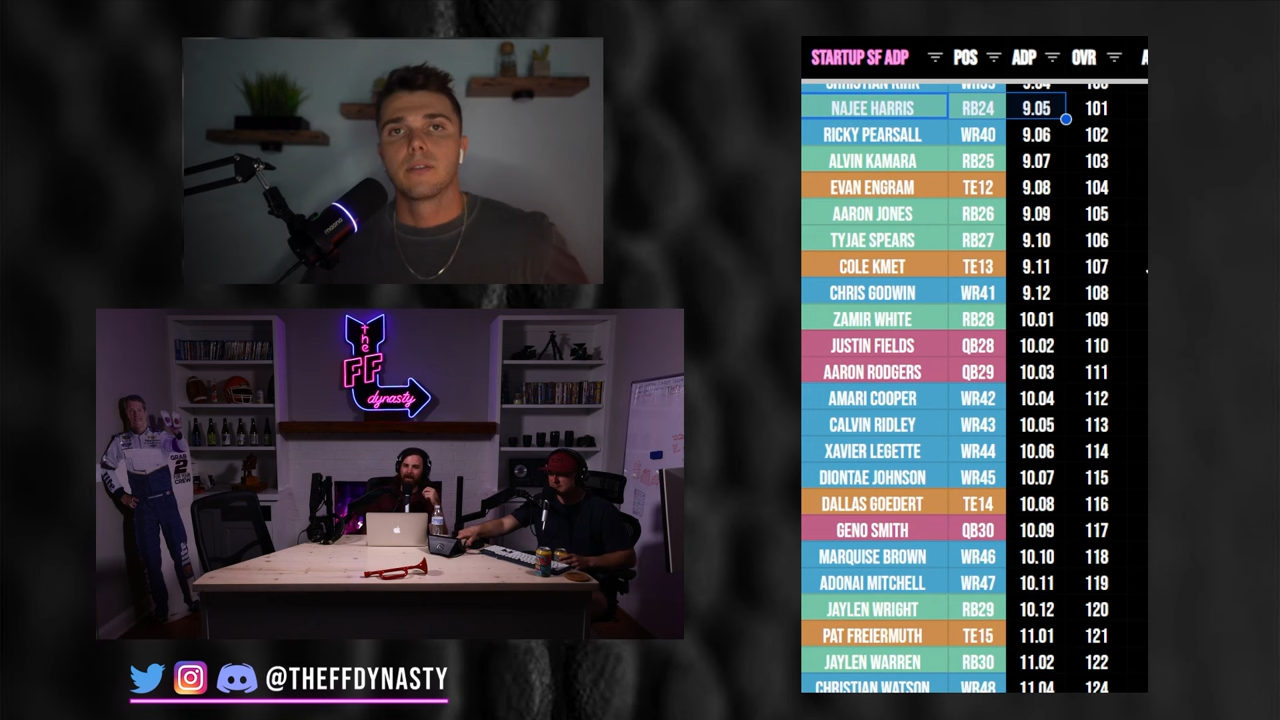 STARTUP SF ADP POS ADP OVR
CHRISTIAN KIRK 9.04 100
NAJEE HARRIS RB24 9.05 101
RICKY PEARSALL WR40 9.06 102
ALVIN KAMARA RB25 9.07 103
EVAN ENGRAM TE12 9.08 104
AARON JONES RB26 9.09 105
TYJAE SPEARS RB27 9.10 106
COLE KMET TE13 9.11 107
CHRIS GODWIN WR41 9.12 108
ZAMIR WHITE RB28 10.01 109
JUSTIN FIELDS QB28 10.02 110
AARON RODGERS QB29 10.03 111
AMARI COOPER WR42 10.04 112
CALVIN RIDLEY WR43 10.05 113
XAVIER LEGETTE WR44 10.06 114
DIONTAE JOHNSON WR45 10.07 115
DALLAS GOEDERT TE14 10.08 116
GENO SMITH QB30 10.09 117
MARQUISE BROWN WR46 10.10 118
ADONAI MITCHELL WR47 10.11 119
JAYLEN WRIGHT RB29 10.12 120
PAT FREIERMUTH TE15 11.01 121
JAYLEN WARREN RB30 11.02 122
CHRISTIAN WATSON WR48 11.04 124
the
FF
dynasty
@THEFFDYNASTY